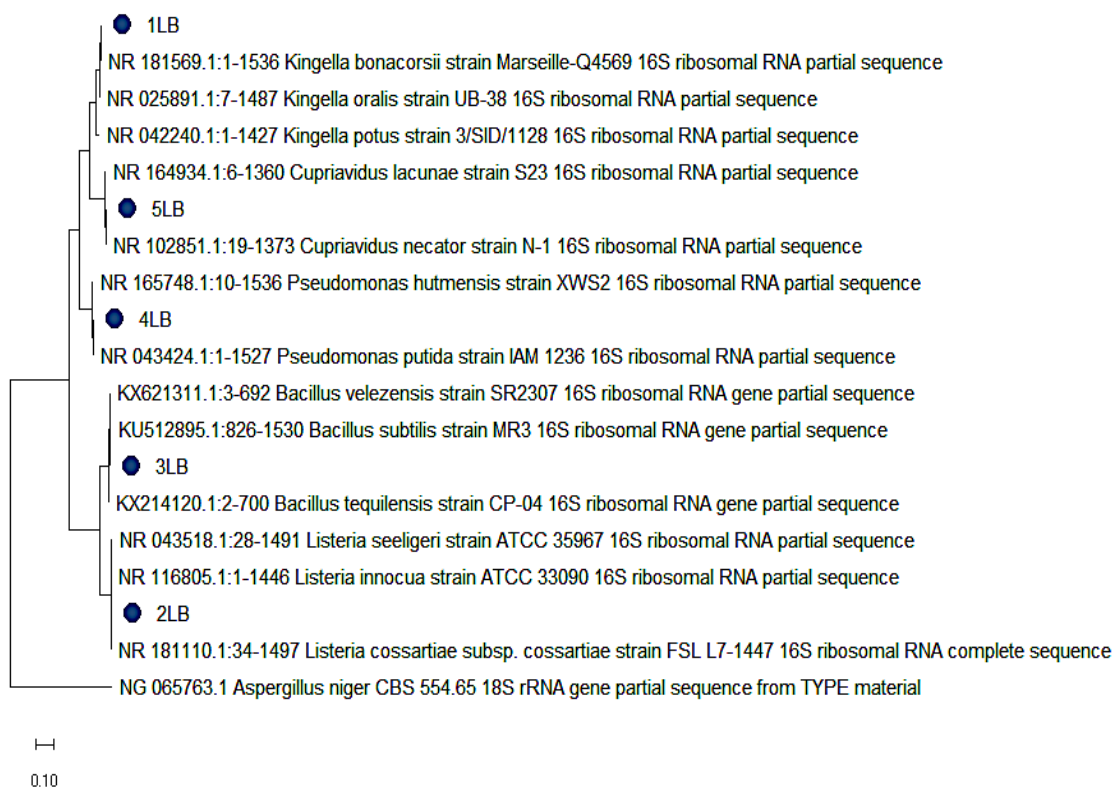 1LB
NR 181569.1:1-1536 Kingella bonacorsii strain Marseille-Q4569 16S ribosomal RNA partial sequence
NR 025891.1:7-1487 Kingella oralis strain UB-38 16S ribosomal RNA partial sequence
NR 042240.1:1-1427 Kingella potus strain 3/SID/1128 16S ribosomal RNA partial sequence
NR 164934.1:6-1360 Cupriavidus lacunae strain S23 16S ribosomal RNA partial sequence
5LB
NR 102851.1:19-1373 Cupriavidus necator strain N-1 16S ribosomal RNA partial sequence
NR 165748.1:10-1536 Pseudomonas hutmensis strain XWS2 16S ribosomal RNA partial sequence
4LB
NR 043424.1:1-1527 Pseudomonas putida strain IAM 1236 16S ribosomal RNA partial sequence
KX621311.1:3-692 Bacillus velezensis strain SR2307 16S ribosomal RNA gene partial sequence
KU512895.1:826-1530 Bacillus subtilis strain MR3 16S ribosomal RNA gene partial sequence
3LB
KX214120.1:2-700 Bacillus tequilensis strain CP-04 16S ribosomal RNA gene partial sequence
NR 043518.1:28-1491 Listeria seeligeri strain ATCC 35967 16S ribosomal RNA partial sequence
NR 116805.1:1-1446 Listeria innocua strain ATCC 33090 16S ribosomal RNA partial sequence
2LB
NR 181110.1:34-1497 Listeria cossartiae subsp. cossartiae strain FSL L7-1447 16S ribosomal RNA complete sequence
NG 065763.1 Aspergillus niger CBS 554.65 18S rRNA gene partial sequence from TYPE material
0.10